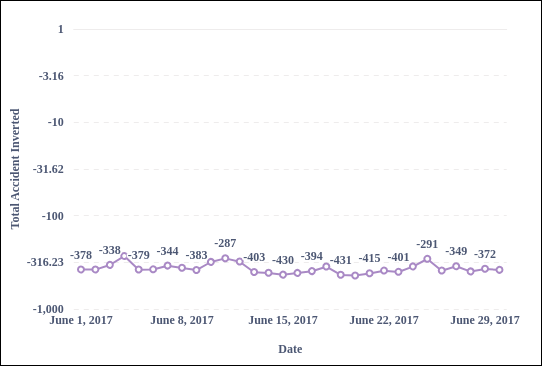 1
-3.16
-10
-31.62
-100
-316.23
-1,000
Total Accident Inverted
-378 -338 -379 -344 -383 -287 -403 -430 -394 -431 -415 -401 -291 -349 -372
June 1, 2017 June 8, 2017 June 15, 2017 June 22, 2017 June 29, 2017
Date